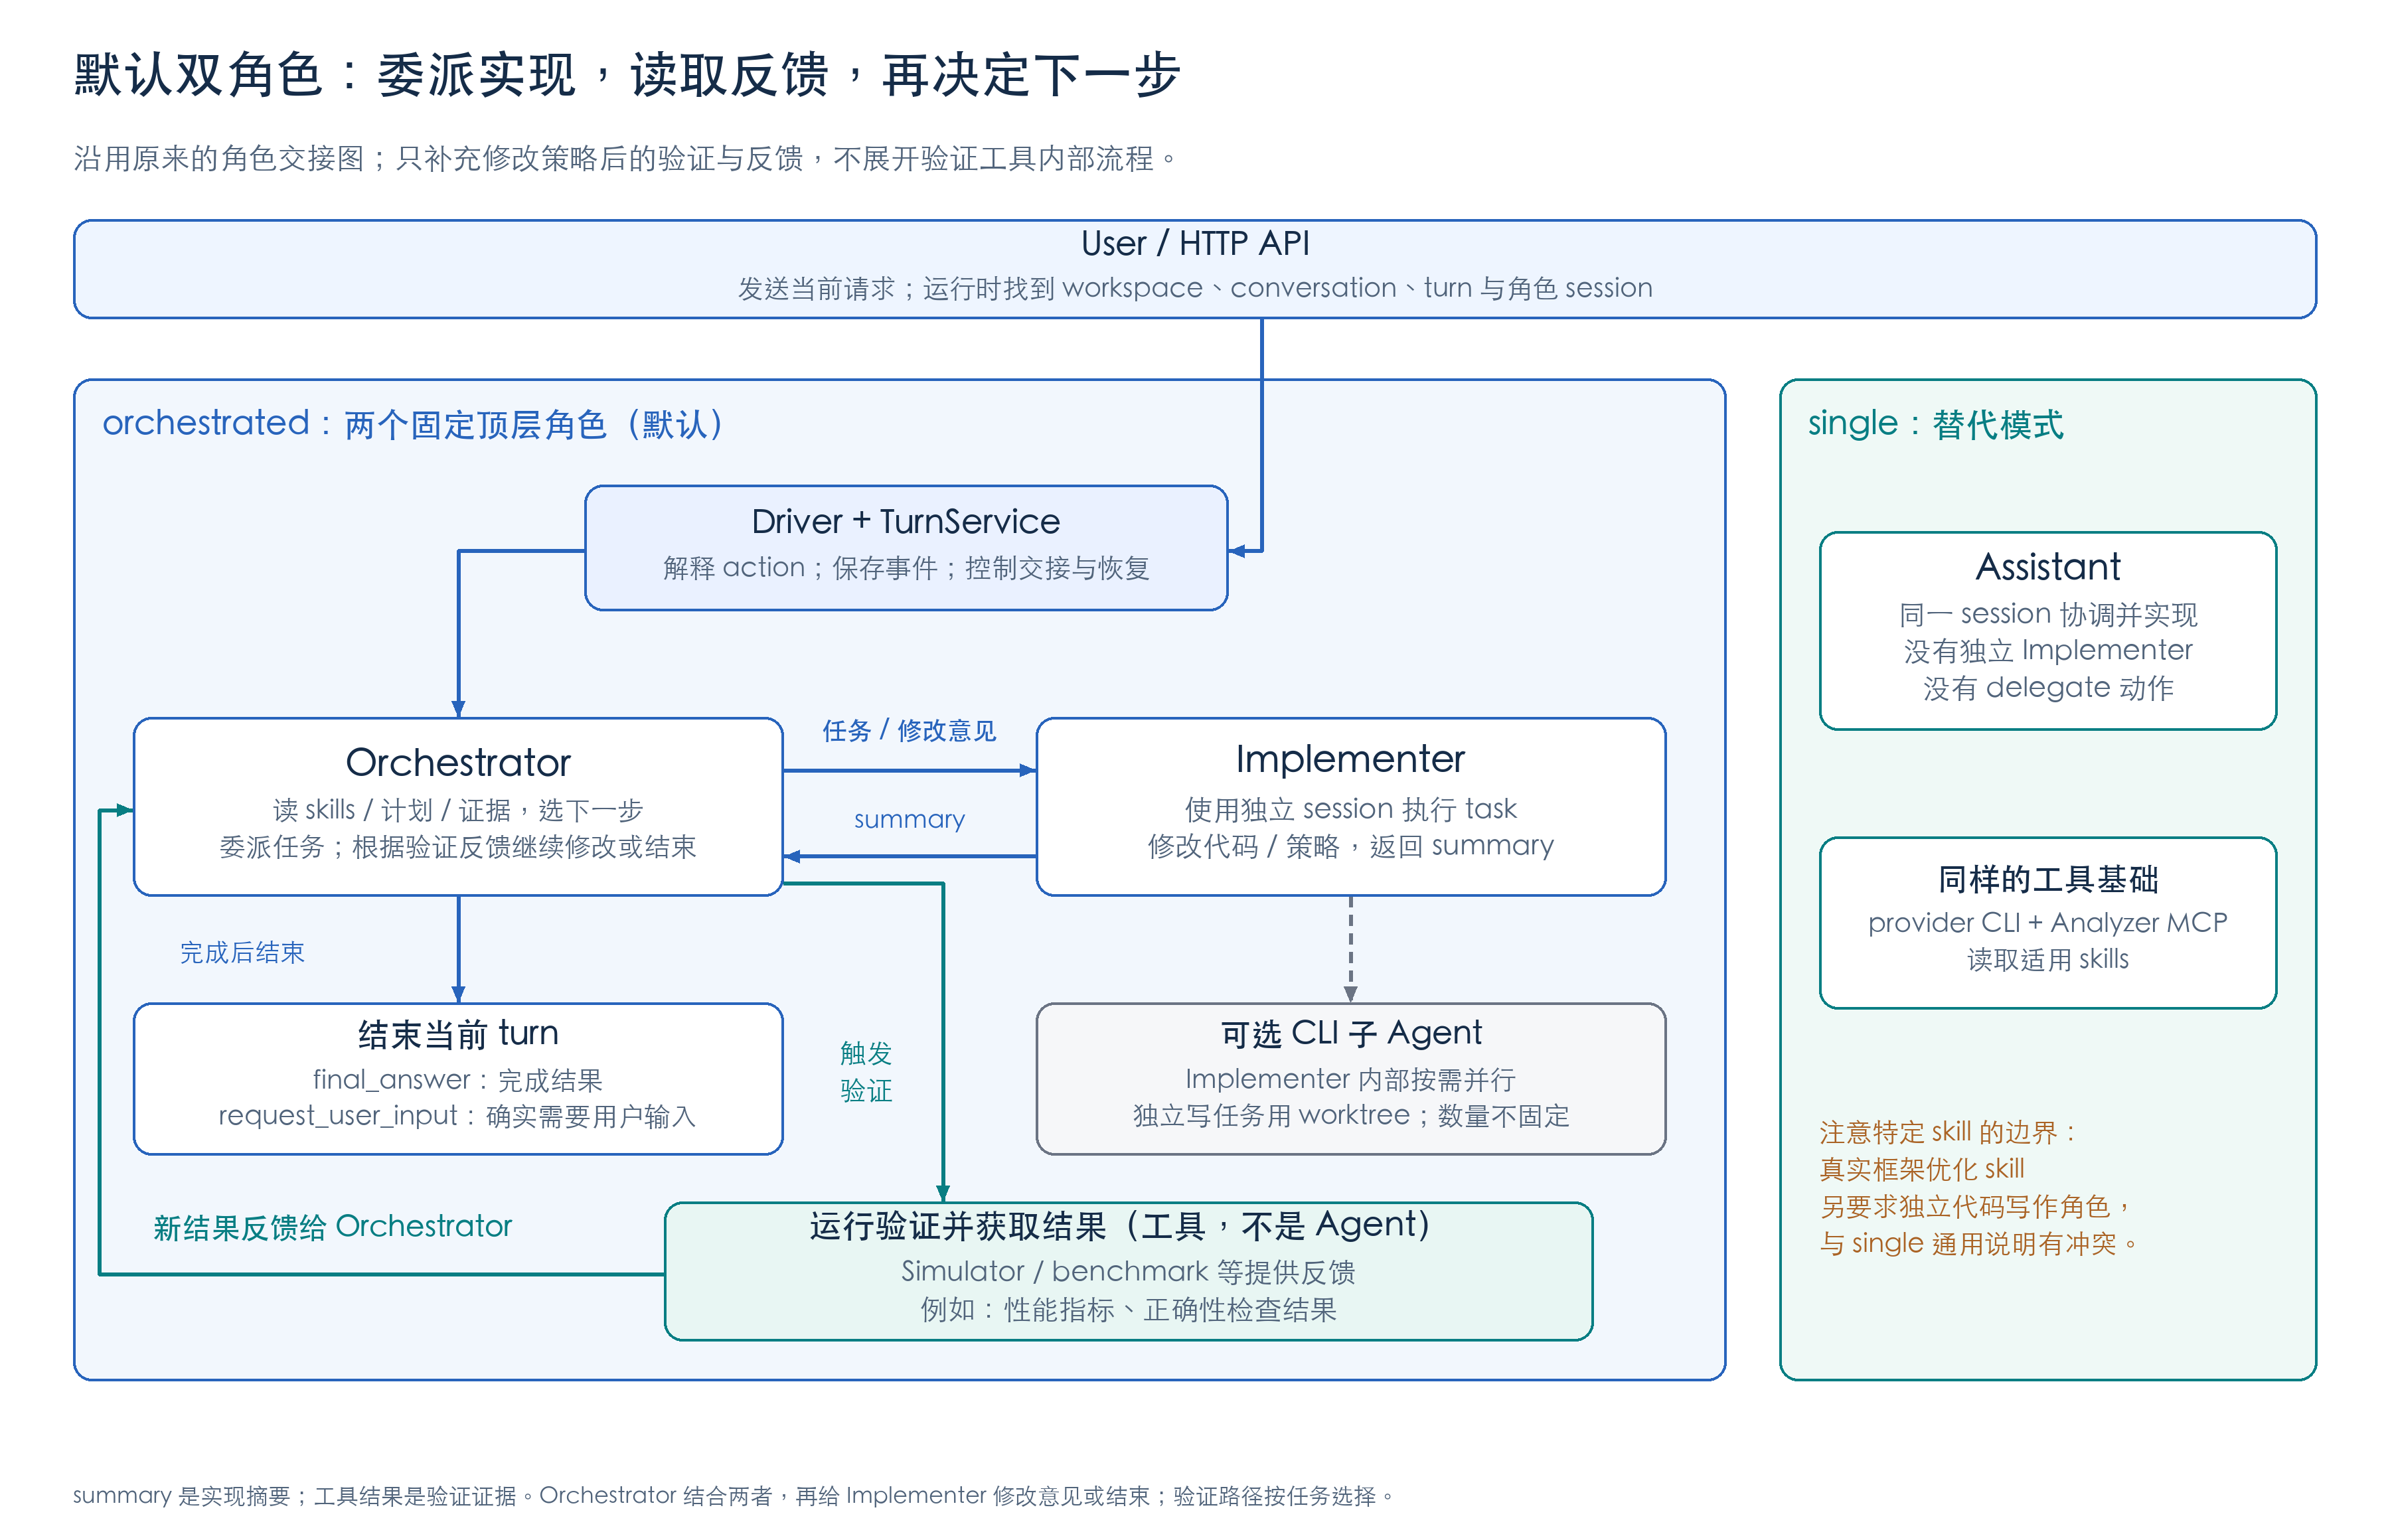 默认双角色：委派实现，读取反馈，再决定下一步
沿用原来的角色交接图；只补充修改策略后的验证与反馈，不展开验证工具内部流程。
User / HTTP API
发送当前请求；运行时找到 workspace、conversation、turn 与角色 session
orchestrated：两个固定顶层角色（默认）
Driver + TurnService
解释 action；保存事件；控制交接与恢复
Orchestrator
读 skills / 计划 / 证据，选下一步
委派任务；根据验证反馈继续修改或结束
任务 / 修改意见
summary
Implementer
使用独立 session 执行 task
修改代码 / 策略，返回 summary
完成后结束
结束当前 turn
final_answer：完成结果
request_user_input：确实需要用户输入
触发
验证
可选 CLI 子 Agent
Implementer 内部按需并行
独立写任务用 worktree；数量不固定
新结果反馈给 Orchestrator
运行验证并获取结果（工具，不是 Agent）
Simulator / benchmark 等提供反馈
例如：性能指标、正确性检查结果
single：替代模式
Assistant
同一 session 协调并实现
没有独立 Implementer
没有 delegate 动作
同样的工具基础
provider CLI + Analyzer MCP
读取适用 skills
注意特定 skill 的边界：
真实框架优化 skill
另要求独立代码写作角色，
与 single 通用说明有冲突。
summary 是实现摘要；工具结果是验证证据。Orchestrator 结合两者，再给 Implementer 修改意见或结束；验证路径按任务选择。